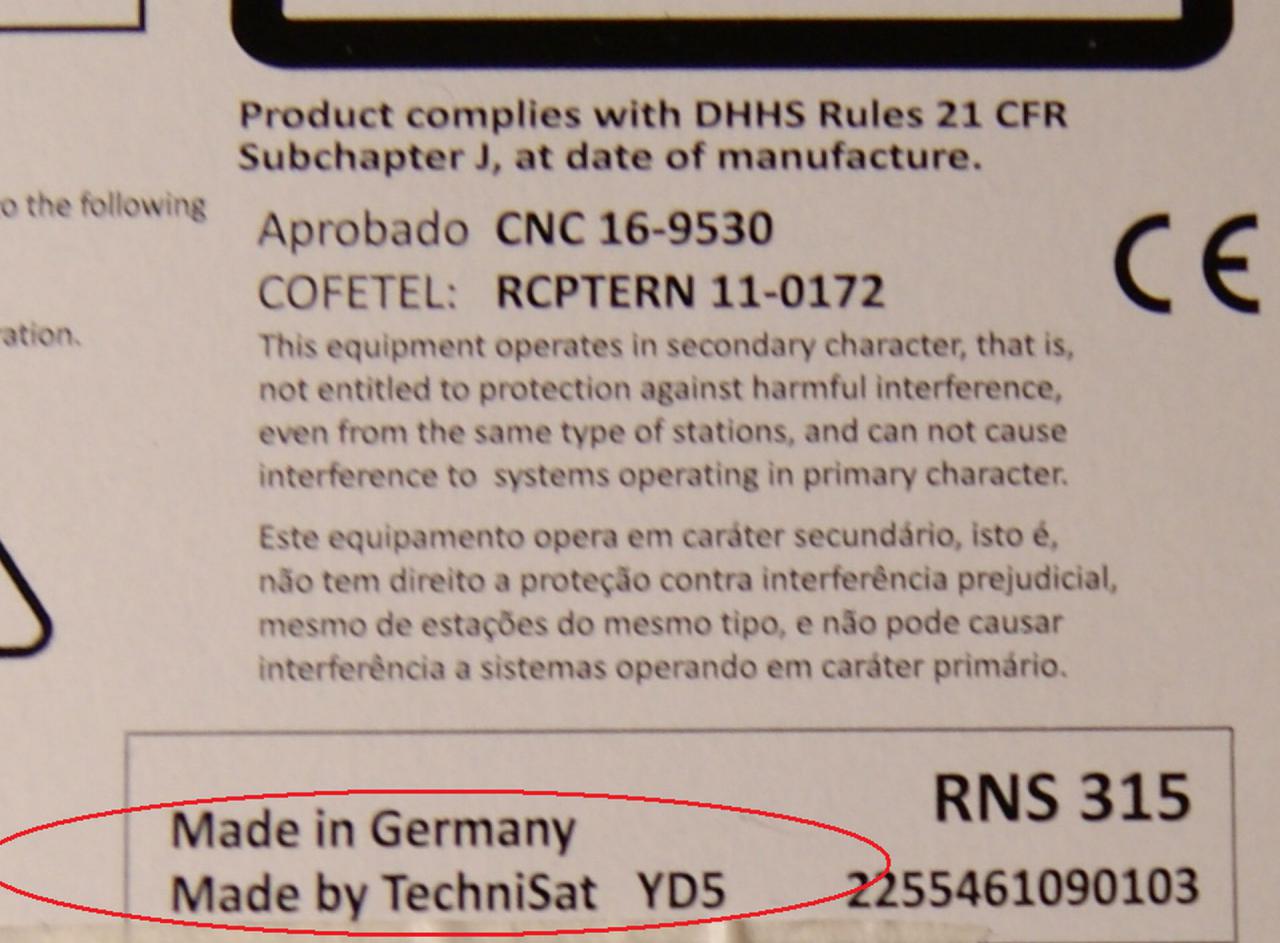 Product complies with DHHS Rules 21 CFR
Subchapter J, at date of manufacture.
o the following
Aprobado CNC 16-9530
CE
COFETEL: RCPTERN 11-0172
ration.
This equipment operates in secondary character, that is,
not entitled to protection against harmful interference,
even from the same type of stations, and can not cause
interference to systems operating in primary character.
Este equipamento opera em caráter secundário, isto é,
não tem direito a proteção contra interferência prejudicial,
mesmo de estações do mesmo tipo, e não pode causar
interferência a sistemas operando em caráter primário.
RNS 315
Made in Germany
Made by TechniSat YD5 2255461090103